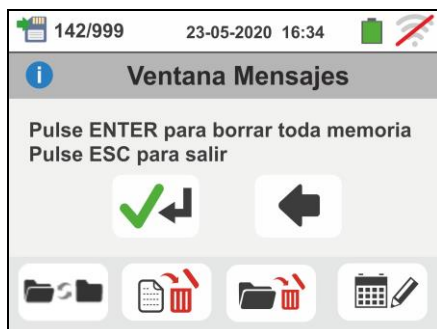 142/999 23-05-2020 16:34
Ventana Mensajes
Pulse ENTER para borrar toda memoria
Pulse ESC para salir